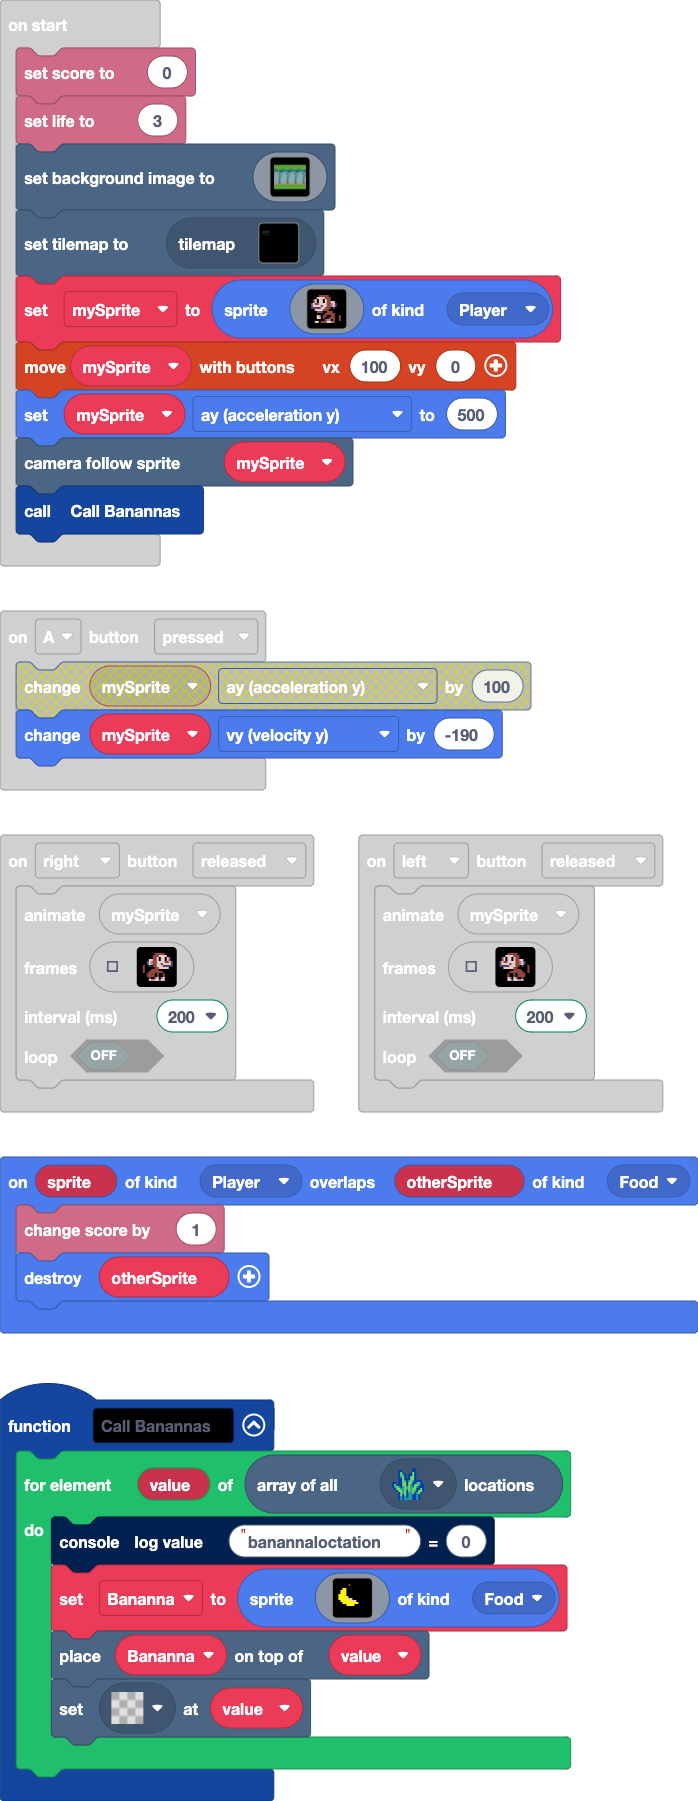 on start
set score to 0
set life to 3
set background image to
set tilemap to tilemap
set mySprite to sprite of kind Player
move mySprite with buttons vx 100 vy 0
set mySprite ay (acceleration y) to 500
camera follow sprite mySprite
call Call Banannas
on A button pressed
change mySprite ay (acceleration y) by 100
change mySprite vy (velocity y) by -190
on right button released
animate mySprite
frames
interval (ms) 200
loop OFF
on left button released
animate mySprite
frames
interval (ms) 200
loop OFF
on sprite of kind Player overlaps otherSprite of kind Food
change score by 1
destroy otherSprite
function Call Banannas
for element value of array of all locations
do
console log value "banannaloctation" = 0
set Bananna to sprite of kind Food
place Bananna on top of value
set at value